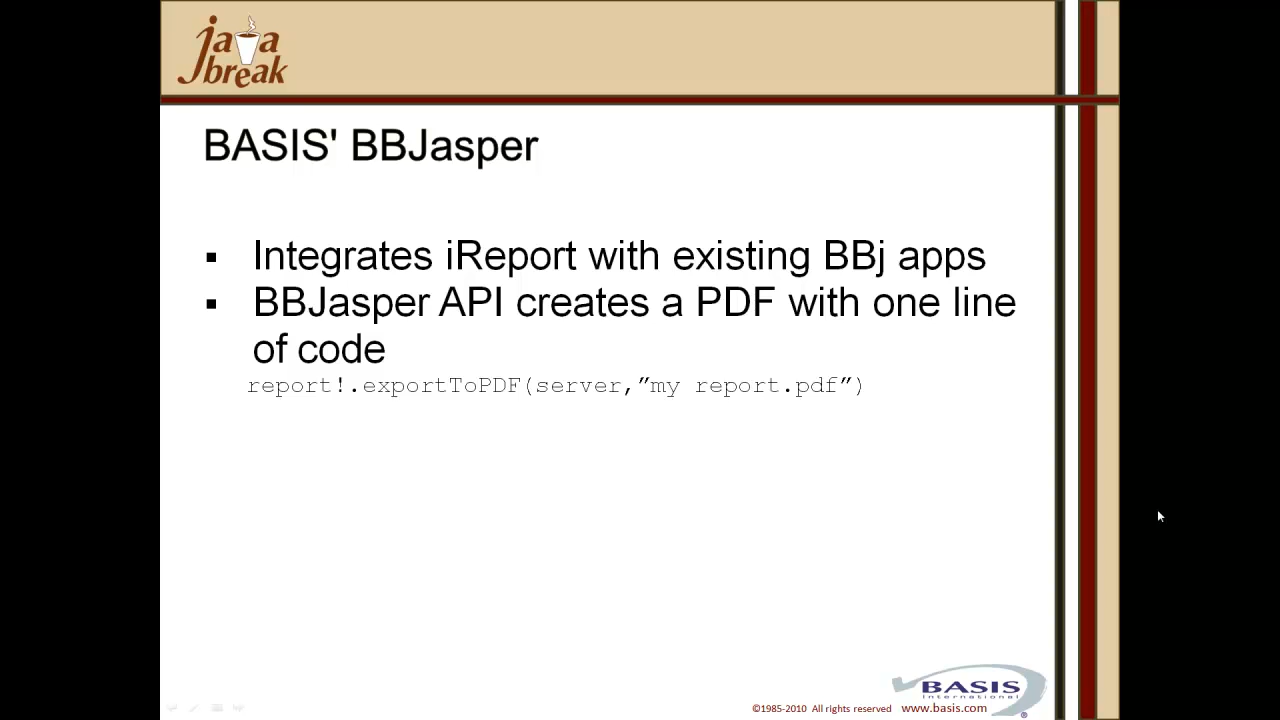 java
break
BASIS' BBJasper
▪ Integrates iReport with existing BBj apps
▪ BBJasper API creates a PDF with one line
of code
report!.exportToPDF(server,”my report.pdf”)
BASIS
International
®
©1985-2010 All rights reserved www.basis.com